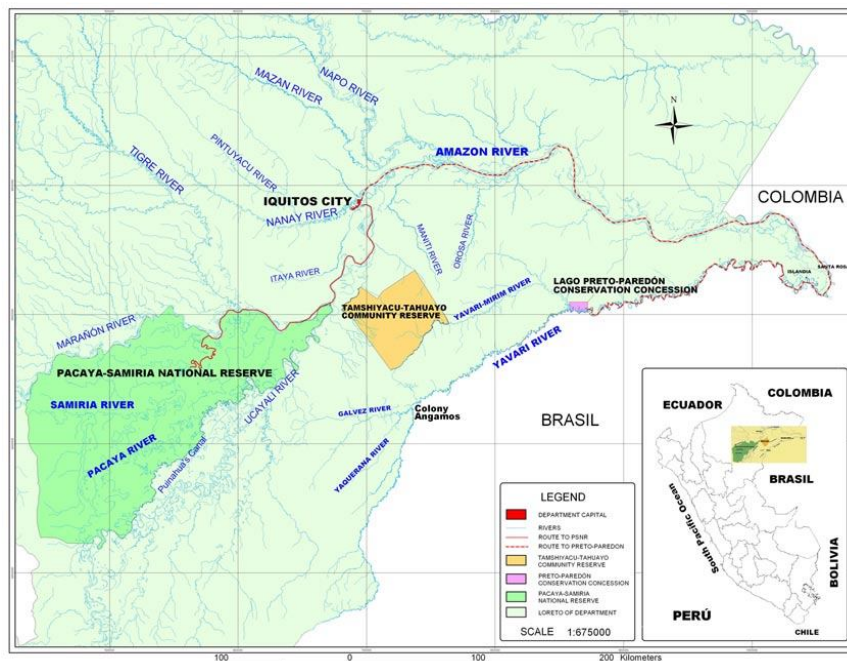 NAPO RIVER
MAZAN RIVER
N
PINTUYACU RIVER
TIGRE RIVER
AMAZON RIVER
COLOMBIA
IQUITOS CITY
NANAY RIVER
MANITI RIVER
OROSA RIVER
ITAYA RIVER
ISLANDIA
SANTA ROSA
LAGO PRETO-PAREDÓN
CONSERVATION CONCESSION
TAMSHIYACU-TAHUAYO
COMMUNITY RESERVE
YAVARI-MIRIM RIVER
MARAÑÓN RIVER
YAVARI RIVER
PACAYA-SAMIRIA NATIONAL RESERVE
UCAYALI RIVER
SAMIRIA RIVER
GALVEZ RIVER
Colony
Angamos
BRASIL
PACAYA RIVER
Puinahua's Canal
YAQUERANA RIVER
LEGEND
DEPARTMENT CAPITAL
RIVERS
ROUTE TO PSNR
ROUTE TO PRETO-PAREDON
TAMSHIYACU-TAHUAYO
COMMUNITY RESERVE
PRETO-PAREDÓN
CONSERVATION CONCESSION
PACAYA-SAMIRIA
NATIONAL RESERVE
LORETO OF DEPARTMENT
SCALE 1:675000
ECUADOR
COLOMBIA
BRASIL
South Pacific Ocean
BOLIVIA
PERÚ
CHILE
100 0 100 200 Kilometers